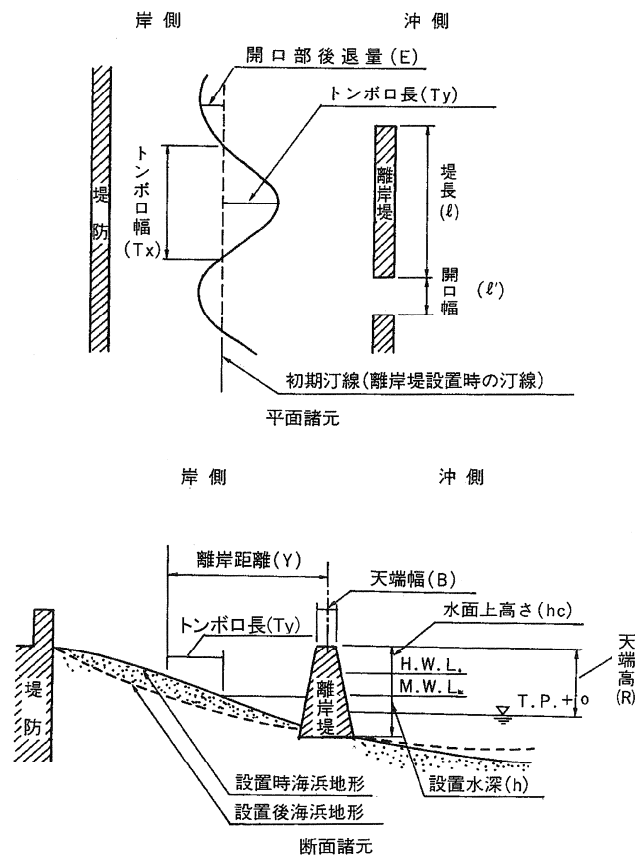 岸側
沖側
開口部後退量(E)
トンボロ長(Ty)
トンボロ幅(Tx)
堤防
離岸堤
堤長(ℓ)
開口幅(ℓ')
初期汀線(離岸堤設置時の汀線)
平面諸元
岸側
沖側
離岸距離(Y)
天端幅(B)
水面上高さ(hc)
トンボロ長(Ty)
H.W.L.
M.W.L.
T.P.+o
天端高(R)
堤防
離岸堤
設置時海浜地形
設置後海浜地形
設置水深(h)
断面諸元